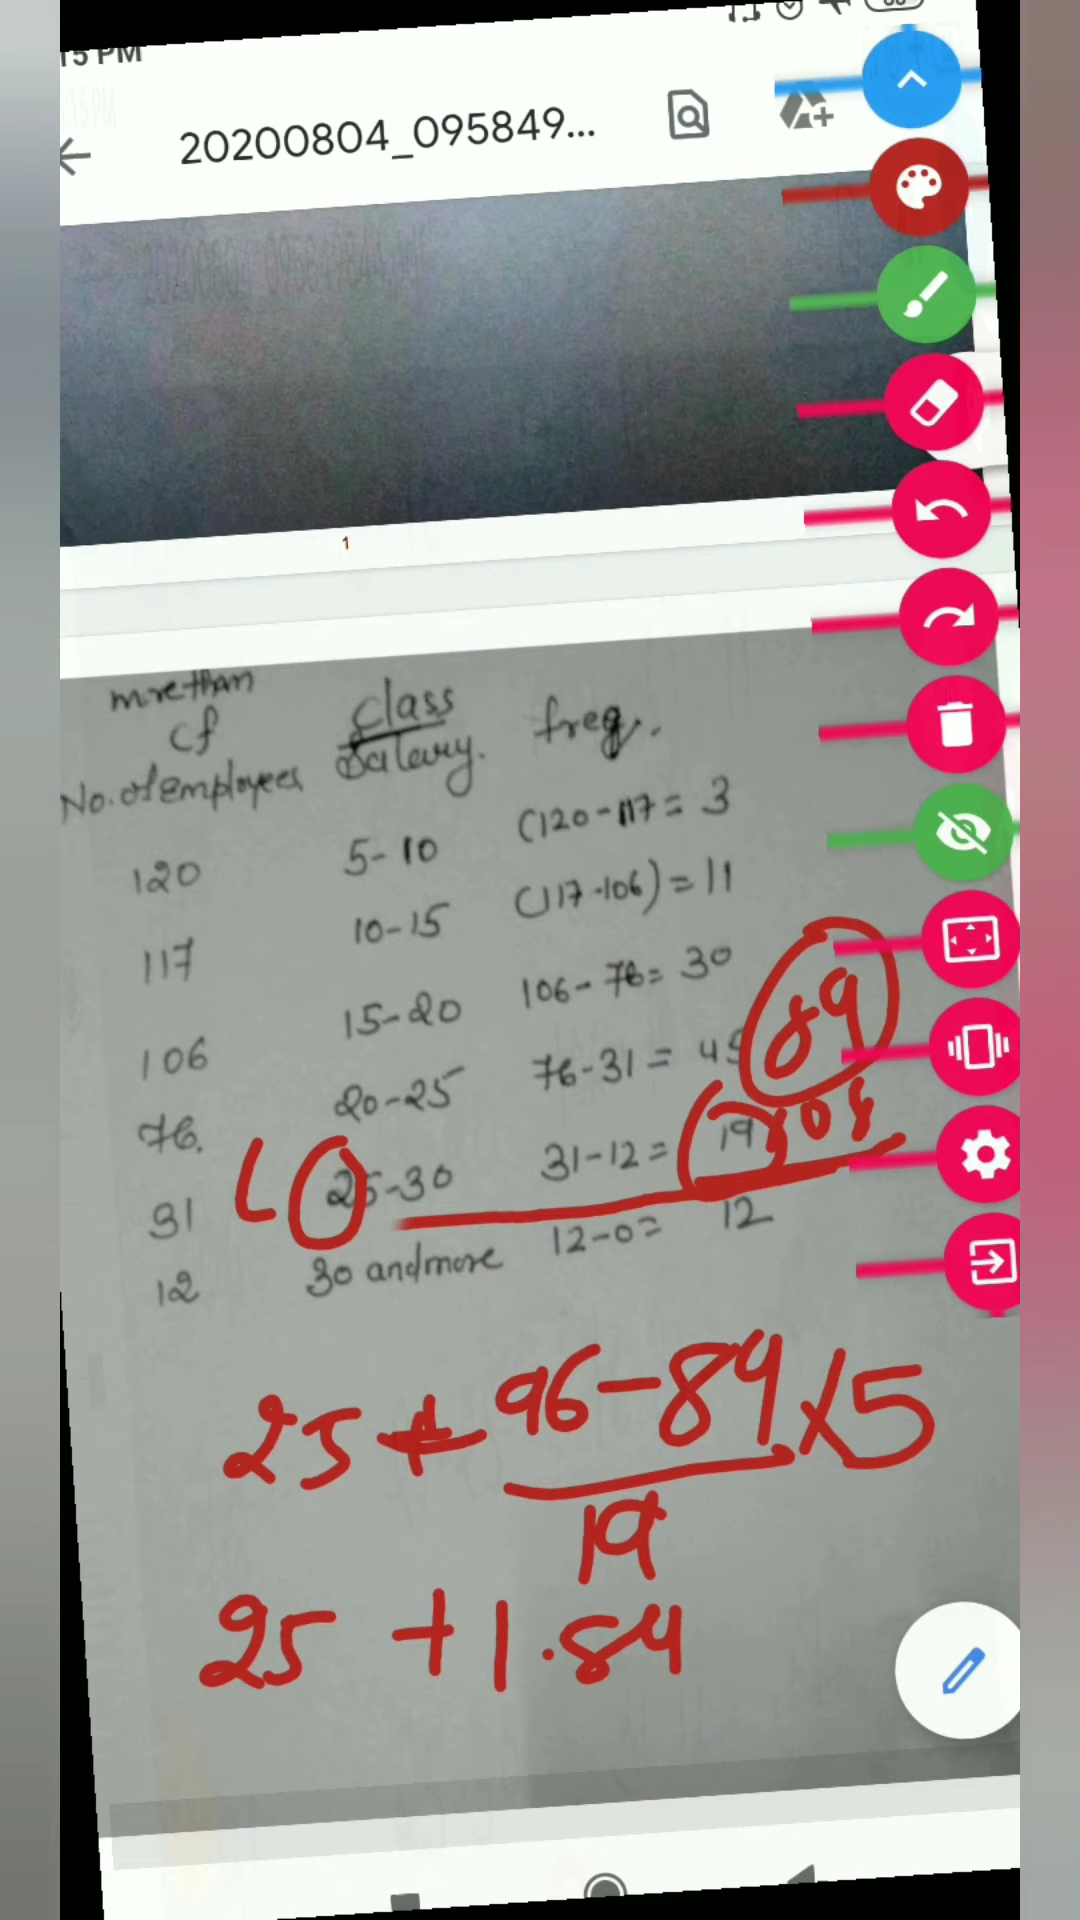 15 PM
20200804_095849...
1
more than
cf
No. of Employees
class
Salary.
freq.
120 5-10 (120-117 = 3
117 10-15 (117-106) = 11
106 15-20 106-76= 30
76. 20-25 76-31 = 45
89
31 25-30 31-12 = 19 108
L
12 30 and more 12-0= 12
25 + 96-89 × 5
19
25 + 1.84